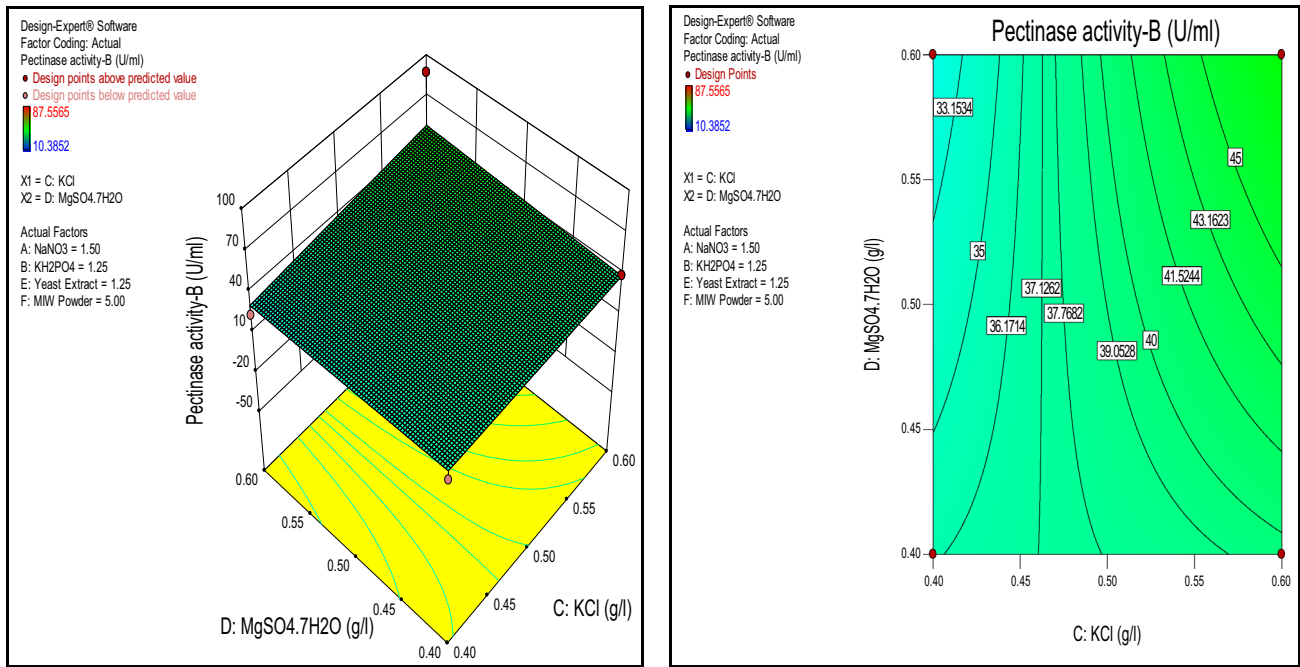 Design-Expert® Software
Factor Coding: Actual
Pectinase activity-B (U/ml)
Design points above predicted value
Design points below predicted value
87.5565
10.3852
X1 = C: KCl
X2 = D: MgSO4.7H2O
Actual Factors
A: NaNO3 = 1.50
B: KH2PO4 = 1.25
E: Yeast Extract = 1.25
F: MIW Powder = 5.00
Pectinase activity-B (U/ml)
100
70
40
10
-20
-50
0.60
0.55
0.50
0.45
0.40
D: MgSO4.7H2O (g/l)
0.40
0.45
0.50
0.55
0.60
C: KCl (g/l)
Design-Expert® Software
Factor Coding: Actual
Pectinase activity-B (U/ml)
Design Points
87.5565
10.3852
X1 = C: KCl
X2 = D: MgSO4.7H2O
Actual Factors
A: NaNO3 = 1.50
B: KH2PO4 = 1.25
E: Yeast Extract = 1.25
F: MIW Powder = 5.00
Pectinase activity-B (U/ml)
D: MgSO4.7H2O (g/l)
0.60
0.55
0.50
0.45
0.40
33.1534
35
36.1714
37.1262
37.7682
39.0528
40
41.5244
43.1623
45
0.40
0.45
0.50
0.55
0.60
C: KCl (g/l)